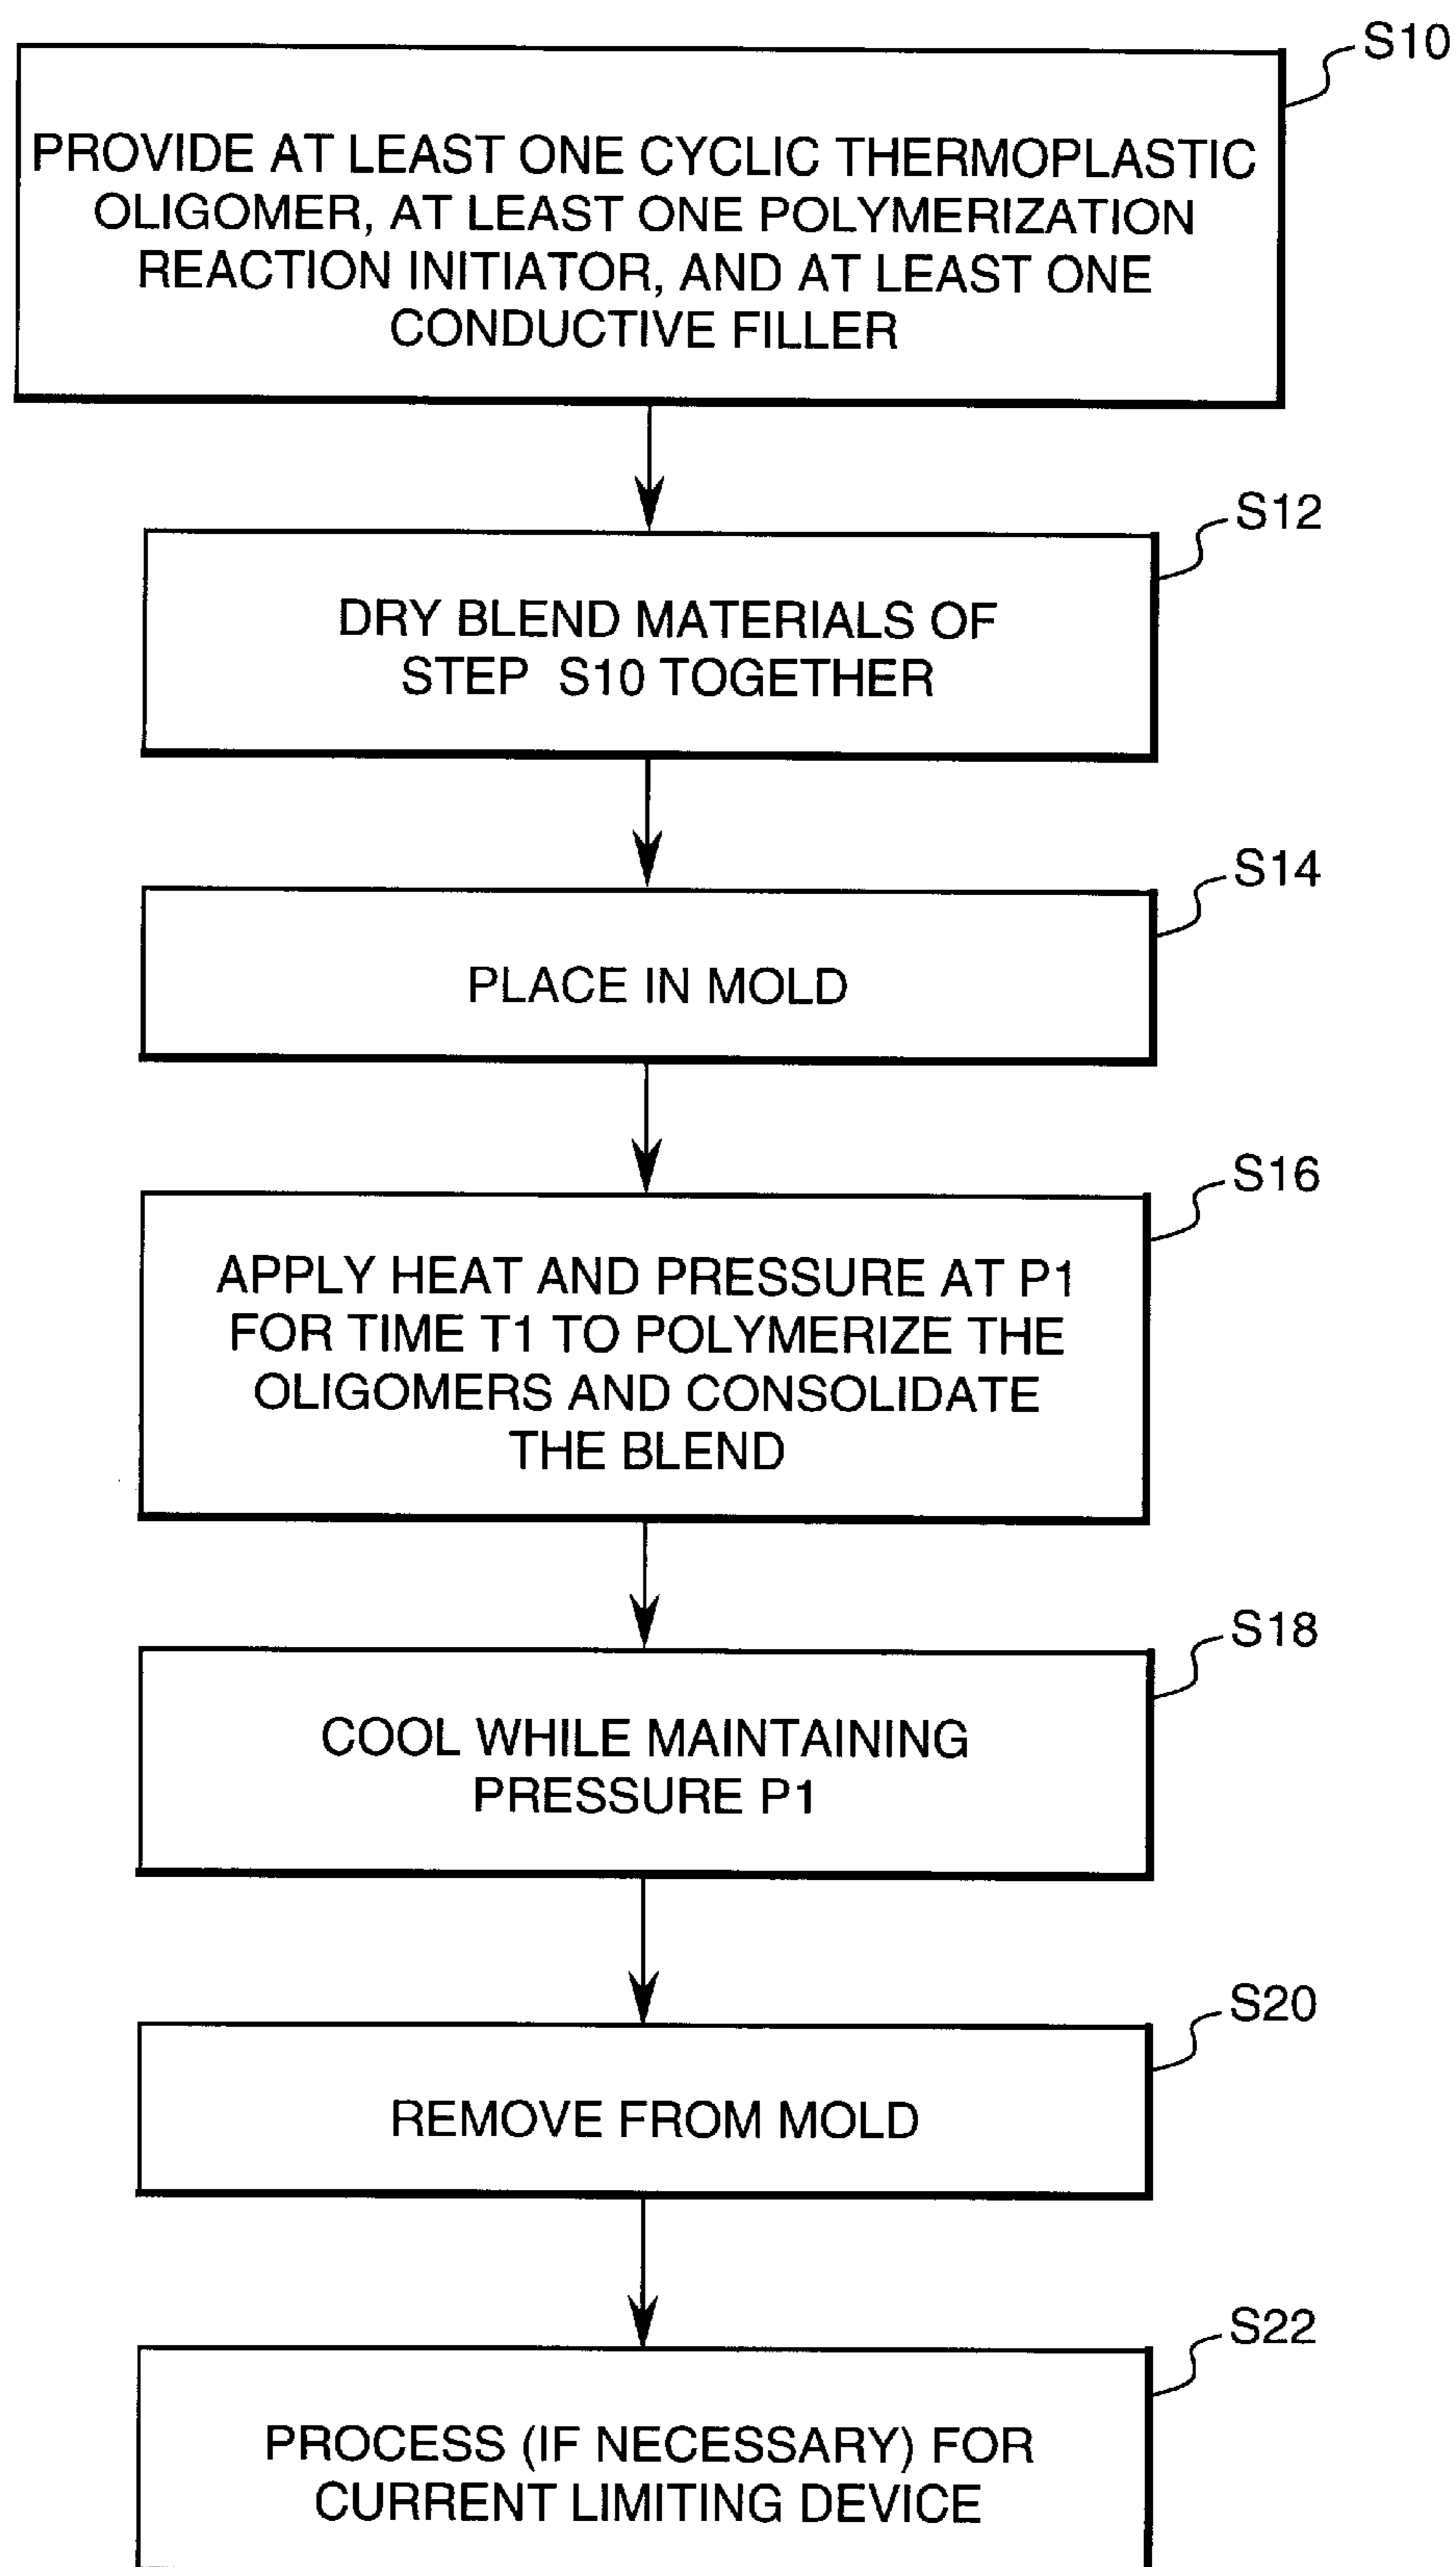 S10
PROVIDE AT LEAST ONE CYCLIC THERMOPLASTIC
OLIGOMER, AT LEAST ONE POLYMERIZATION
REACTION INITIATOR, AND AT LEAST ONE
CONDUCTIVE FILLER
S12
DRY BLEND MATERIALS OF
STEP S10 TOGETHER
S14
PLACE IN MOLD
S16
APPLY HEAT AND PRESSURE AT P1
FOR TIME T1 TO POLYMERIZE THE
OLIGOMERS AND CONSOLIDATE
THE BLEND
S18
COOL WHILE MAINTAINING
PRESSURE P1
S20
REMOVE FROM MOLD
S22
PROCESS (IF NECESSARY) FOR
CURRENT LIMITING DEVICE